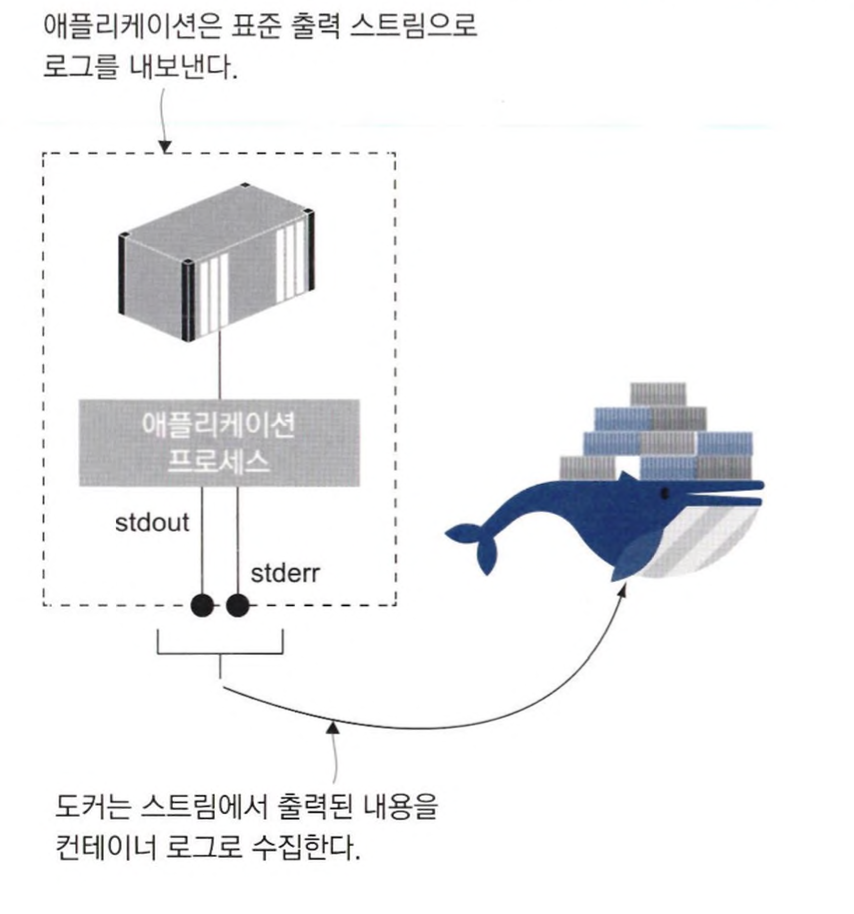 애플리케이션은 표준 출력 스트림으로
로그를 내보낸다.
애플리케이션
프로세스
stdout
stderr
도커는 스트림에서 출력된 내용을
컨테이너 로그로 수집한다.